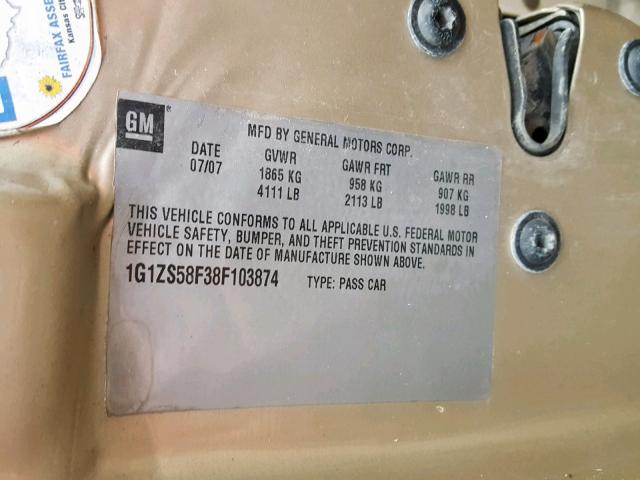 FAIRFAX ASSE
Kansas Cit
GM
MFD BY GENERAL MOTORS CORP.
DATE GVWR GAWR FRT GAWR RR
07/07 1865 KG 958 KG 907 KG
4111 LB 2113 LB 1998 LB
THIS VEHICLE CONFORMS TO ALL APPLICABLE U.S. FEDERAL MOTOR
VEHICLE SAFETY, BUMPER, AND THEFT PREVENTION STANDARDS IN
EFFECT ON THE DATE OF MANUFACTURE SHOWN ABOVE.
1G1ZS58F38F103874 TYPE: PASS CAR